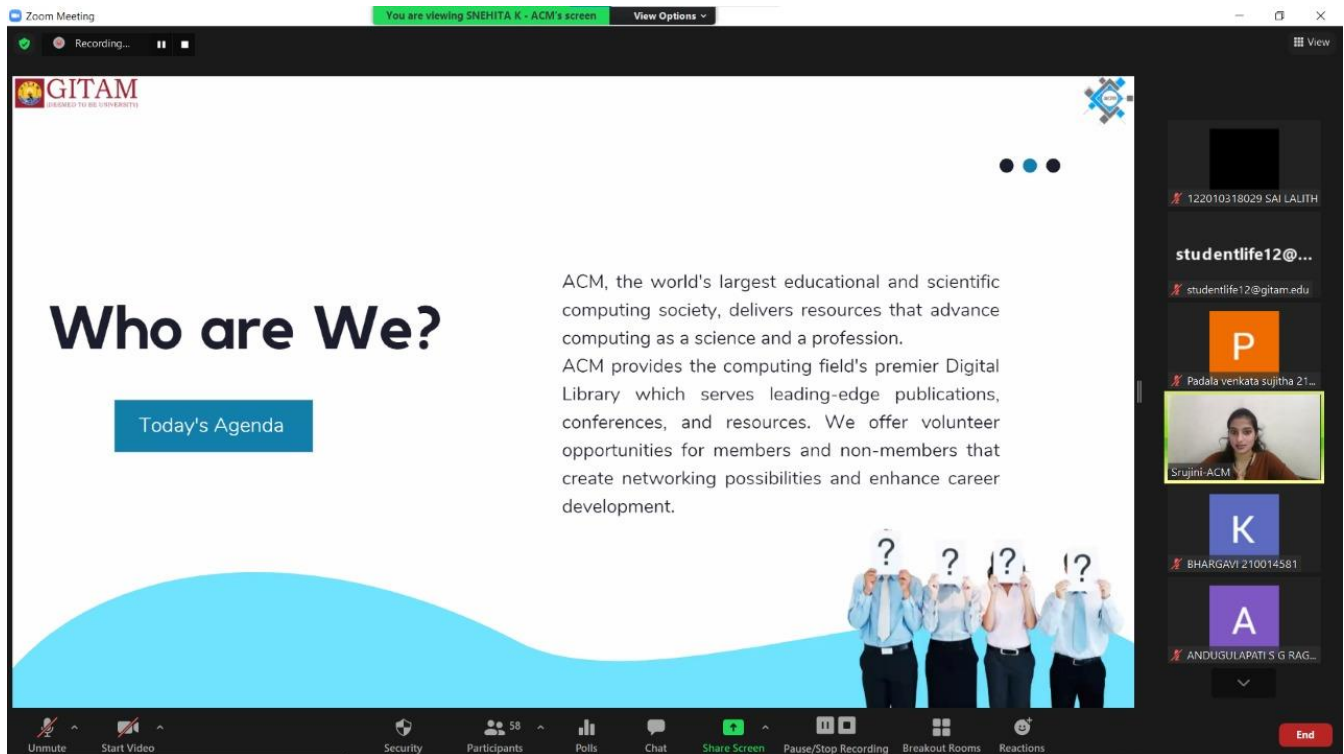 Zoom Meeting
You are viewing SNEHITA K - ACM's screen
View Options
Recording...
View
GITAM
(DEEMED TO BE UNIVERSITY)
Who are We?
Today's Agenda
ACM, the world's largest educational and scientific
computing society, delivers resources that advance
computing as a science and a profession.
ACM provides the computing field's premier Digital
Library which serves leading-edge publications,
conferences, and resources. We offer volunteer
opportunities for members and non-members that
create networking possibilities and enhance career
development.
? ? ? ?
122010318029 SAI LALITH
studentlife12@...
studentlife12@gitam.edu
P
Padala venkata sujitha 21...
Srujini-ACM
K
BHARGAVI 210014581
A
ANDUGULAPATI S G RAG...
Unmute
Start Video
Security
58
Participants
Polls
Chat
Share Screen
Pause/Stop Recording
Breakout Rooms
Reactions
End